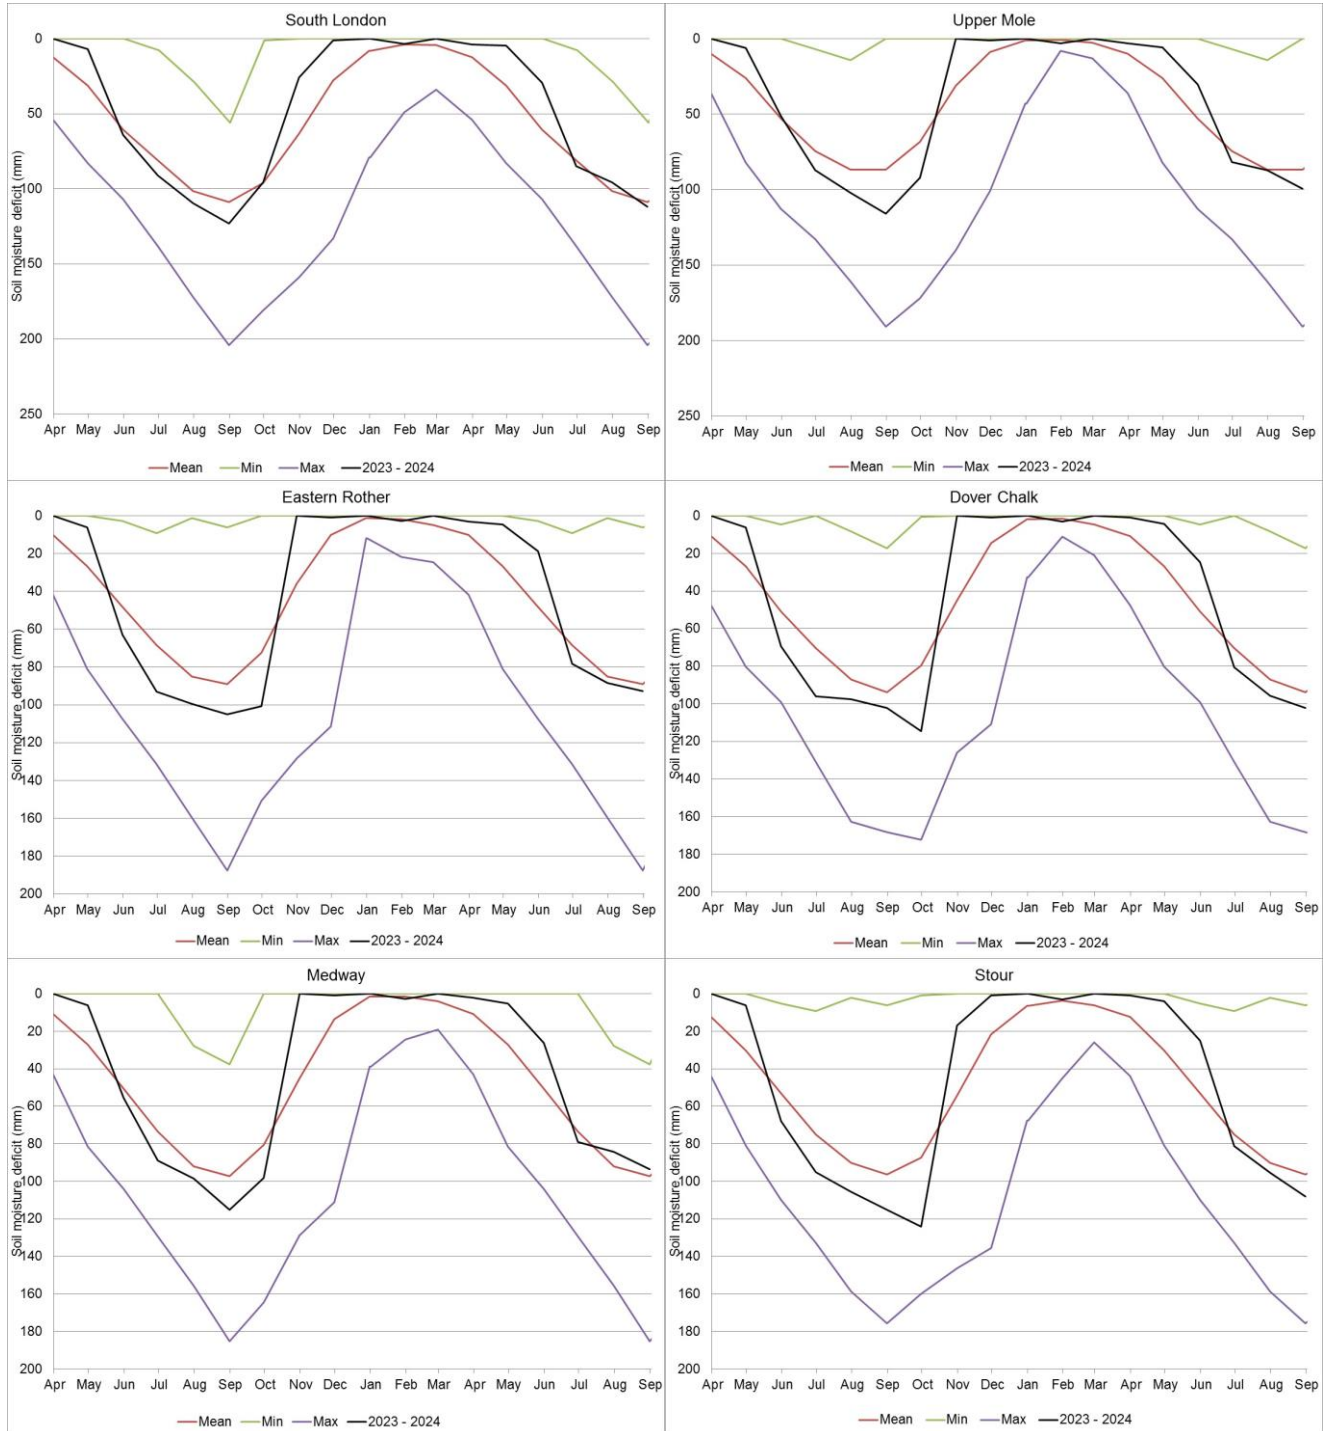 South London
Soil moisture deficit (mm)
0
50
100
150
200
250
Apr May Jun Jul Aug Sep Oct Nov Dec Jan Feb Mar Apr May Jun Jul Aug Sep
Mean Min Max 2023 - 2024
Upper Mole
Soil moisture deficit (mm)
0
50
100
150
200
250
Apr May Jun Jul Aug Sep Oct Nov Dec Jan Feb Mar Apr May Jun Jul Aug Sep
Mean Min Max 2023 - 2024
Eastern Rother
Soil moisture deficit (mm)
0
20
40
60
80
100
120
140
160
180
200
Apr May Jun Jul Aug Sep Oct Nov Dec Jan Feb Mar Apr May Jun Jul Aug Sep
Mean Min Max 2023 - 2024
Dover Chalk
Soil moisture deficit (mm)
0
20
40
60
80
100
120
140
160
180
200
Apr May Jun Jul Aug Sep Oct Nov Dec Jan Feb Mar Apr May Jun Jul Aug Sep
Mean Min Max 2023 - 2024
Medway
Soil moisture deficit (mm)
0
20
40
60
80
100
120
140
160
180
200
Apr May Jun Jul Aug Sep Oct Nov Dec Jan Feb Mar Apr May Jun Jul Aug Sep
Mean Min Max 2023 - 2024
Stour
Soil moisture deficit (mm)
0
20
40
60
80
100
120
140
160
180
200
Apr May Jun Jul Aug Sep Oct Nov Dec Jan Feb Mar Apr May Jun Jul Aug Sep
Mean Min Max 2023 - 2024